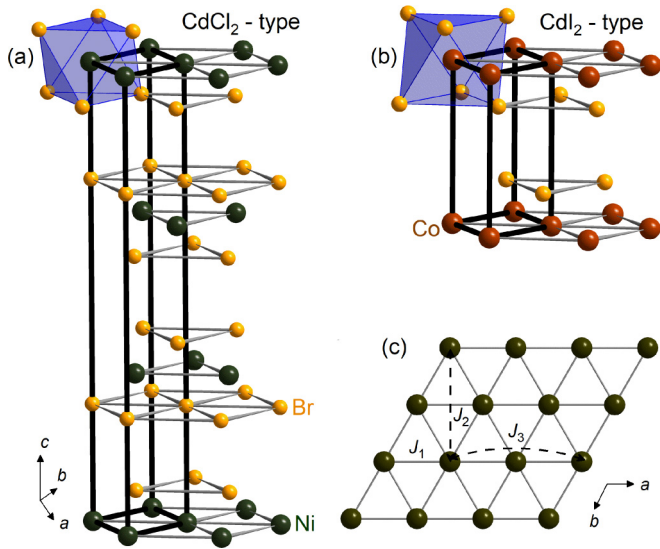 CdCl₂ - type
(a)
Br
c
b
a
Ni
CdI₂ - type
(b)
Co
(c)
J₂
J₁
J₃
a
b